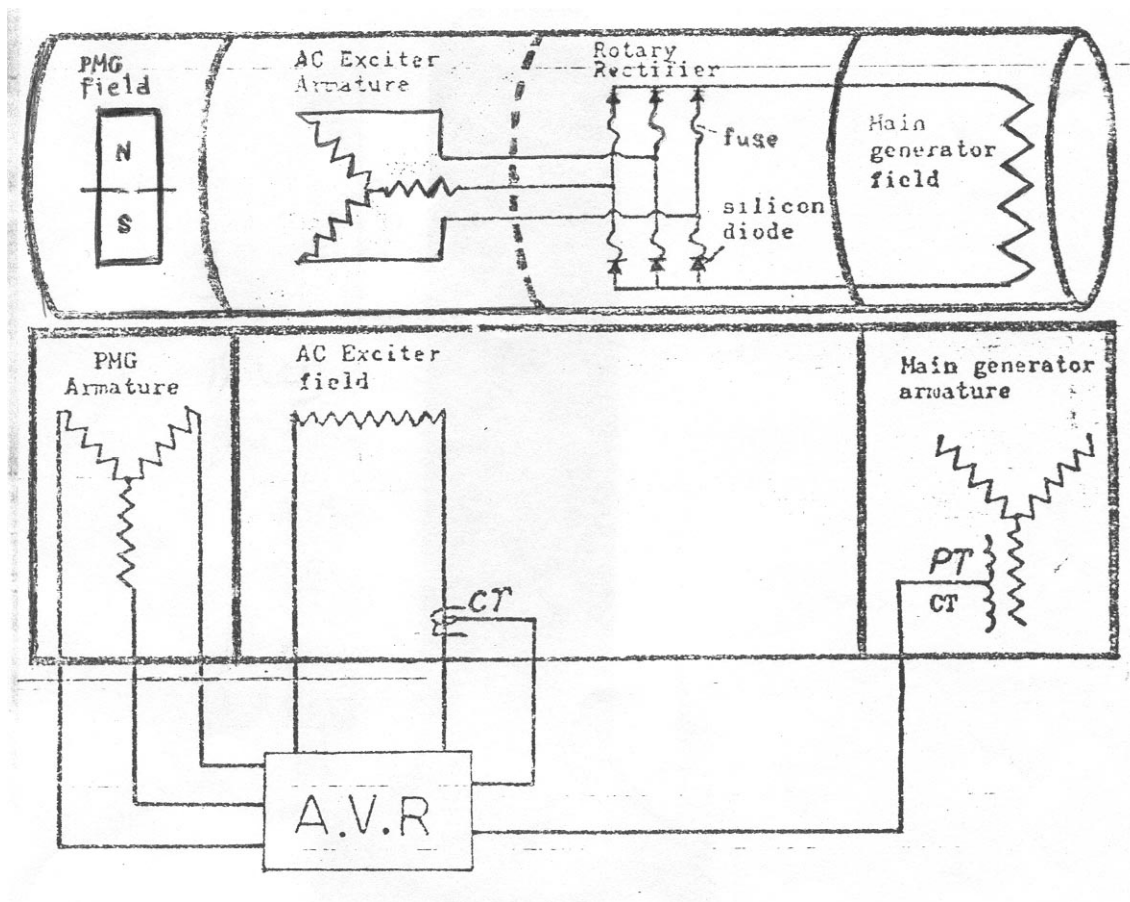 PMG
field
N
S
AC Exciter
Armature
Rotary
Rectifier
fuse
silicon
diode
Main
generator
field
PMG
Armature
AC Exciter
field
CT
Main generator
armature
PT
CT
A.V.R